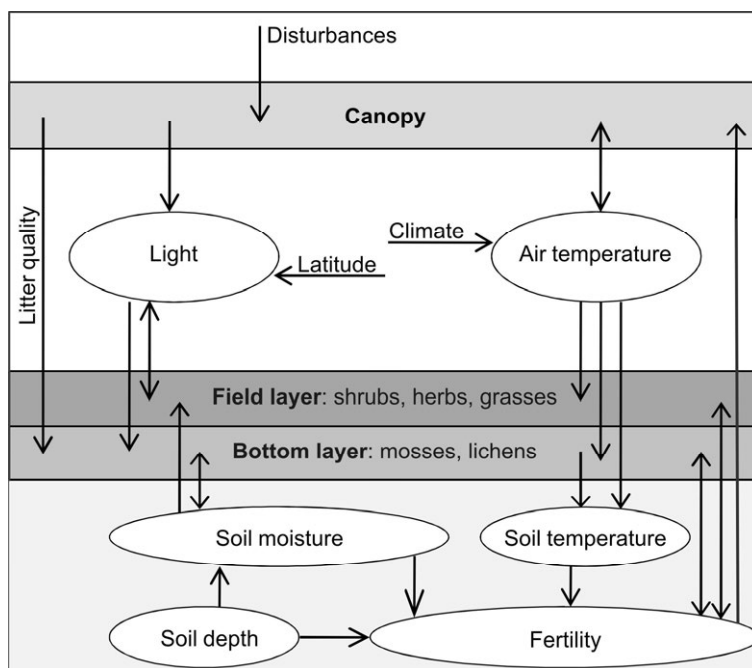 Disturbances
Canopy
Litter quality
Light
Climate
Latitude
Air temperature
Field layer: shrubs, herbs, grasses
Bottom layer: mosses, lichens
Soil moisture
Soil temperature
Soil depth
Fertility